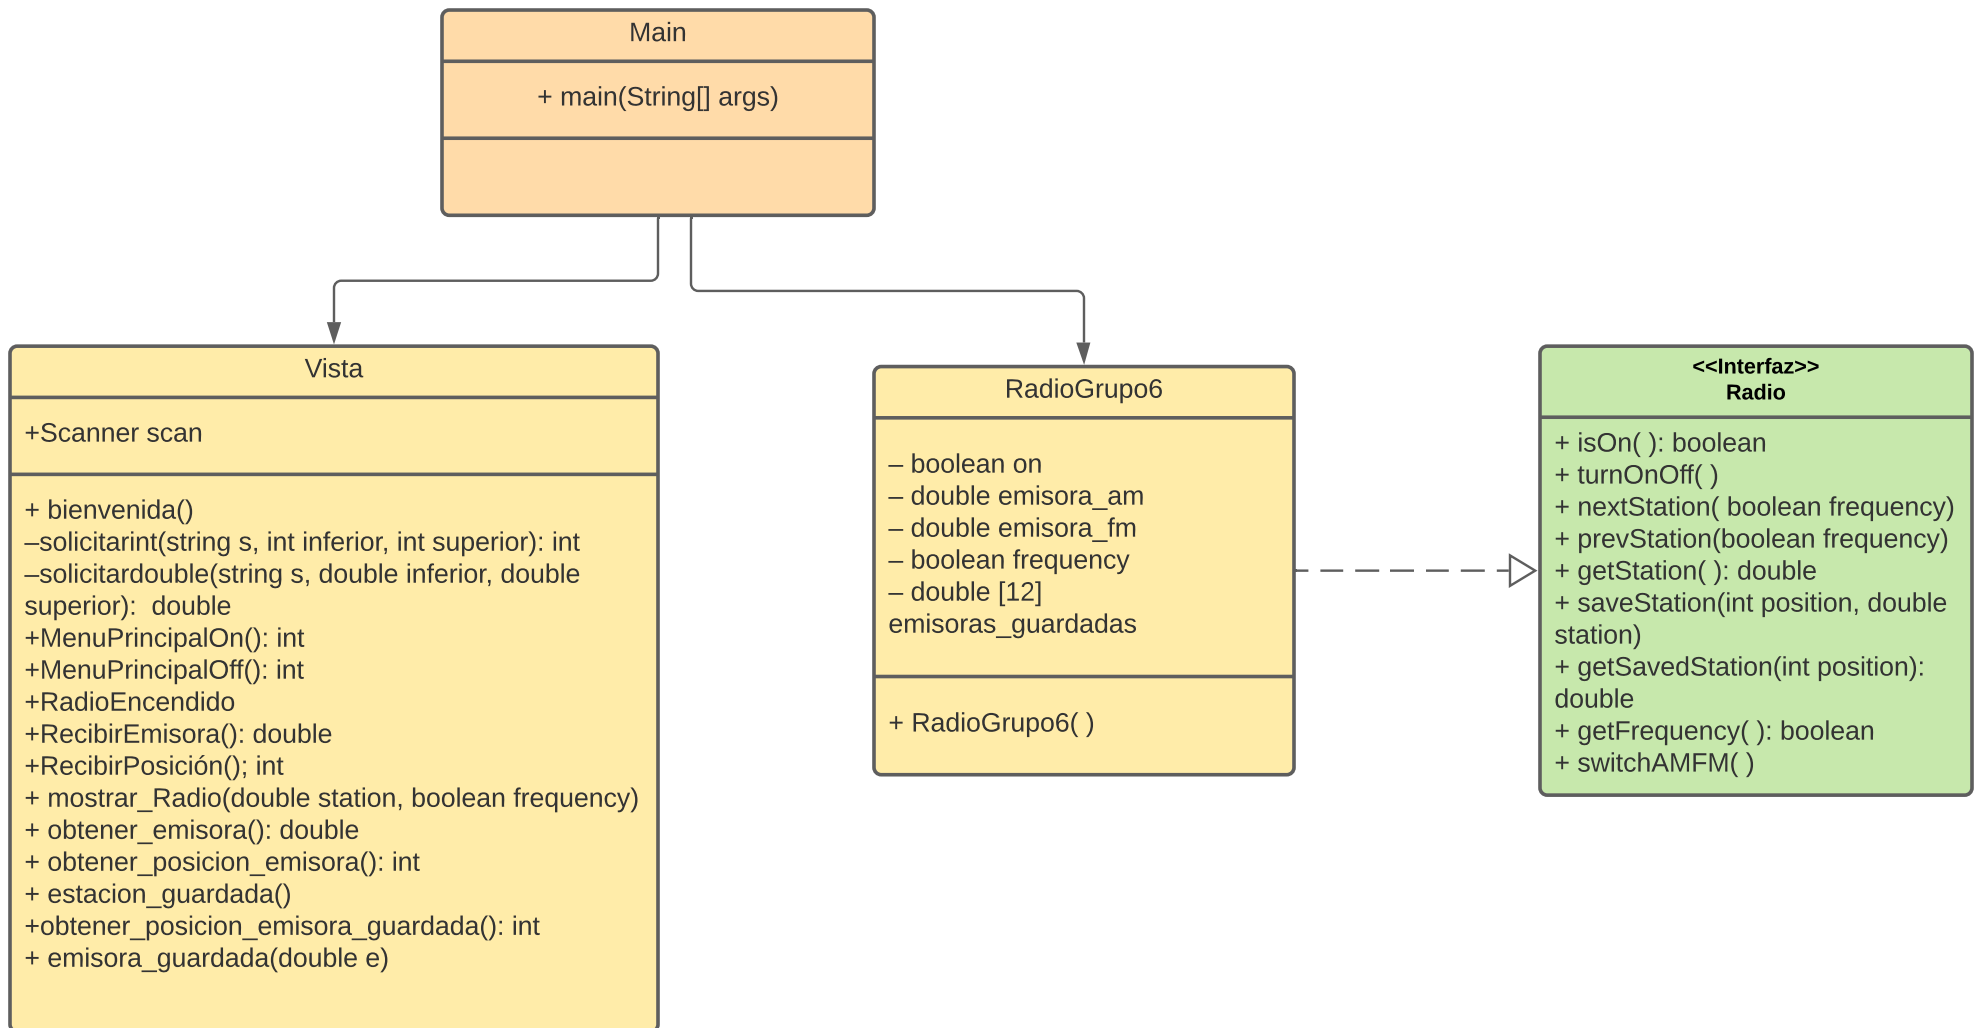 Main
+ main(String[] args)
Vista
+Scanner scan
+ bienvenida()
–solicitarint(string s, int inferior, int superior): int
–solicitardouble(string s, double inferior, double
superior):  double
+MenuPrincipalOn(): int
+MenuPrincipalOff(): int
+RadioEncendido
+RecibirEmisora(): double
+RecibirPosición(); int
+ mostrar_Radio(double station, boolean frequency)
+ obtener_emisora(): double
+ obtener_posicion_emisora(): int
+ estacion_guardada()
+obtener_posicion_emisora_guardada(): int
+ emisora_guardada(double e)
RadioGrupo6
– boolean on
– double emisora_am
– double emisora_fm
– boolean frequency
– double [12]
emisoras_guardadas
+ RadioGrupo6( )
<<Interfaz>>
Radio
+ isOn( ): boolean
+ turnOnOff( )
+ nextStation( boolean frequency)
+ prevStation(boolean frequency)
+ getStation( ): double
+ saveStation(int position, double
station)
+ getSavedStation(int position):
double
+ getFrequency( ): boolean
+ switchAMFM( )